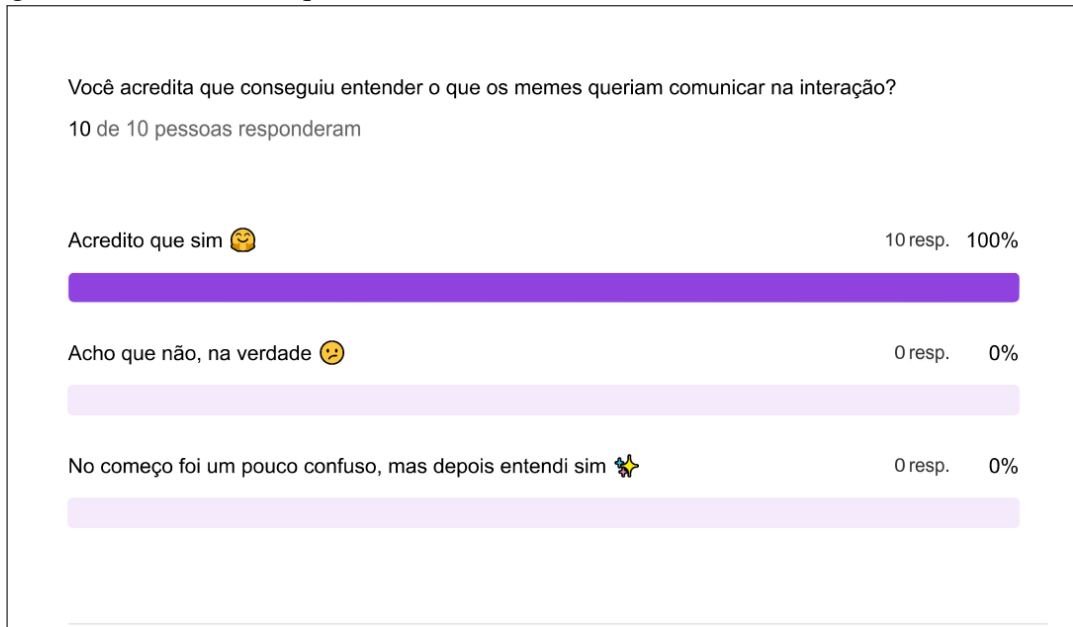 Você acredita que conseguiu entender o que os memes queriam comunicar na interação?
10 de 10 pessoas responderam
Acredito que sim 🤗 10 resp. 100%
Acho que não, na verdade 🫤 0 resp. 0%
No começo foi um pouco confuso, mas depois entendi sim ✨ 0 resp. 0%